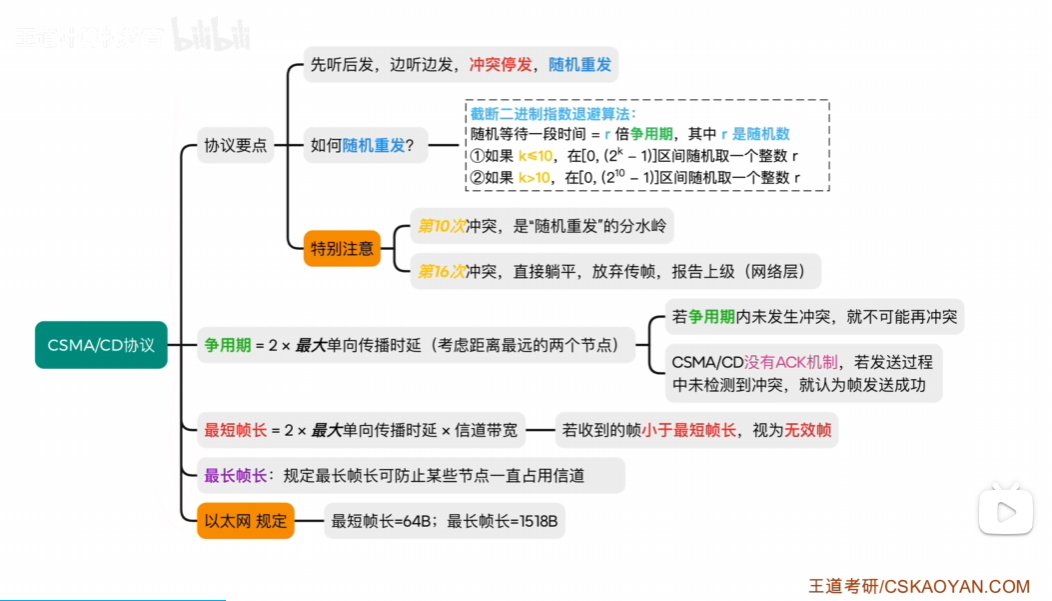 bilibili
先听后发，边听边发，冲突停发，随机重发
协议要点
如何随机重发？
截断二进制指数退避算法：
随机等待一段时间 = r 倍争用期，其中 r 是随机数
①如果 k≤10，在[0, (2ᵏ – 1)]区间随机取一个整数 r
②如果 k>10，在[0, (2¹⁰ – 1)]区间随机取一个整数 r
特别注意
第10次冲突，是“随机重发”的分水岭
第16次冲突，直接躺平，放弃传帧，报告上级（网络层）
CSMA/CD协议
争用期 = 2 × 最大单向传播时延（考虑距离最远的两个节点）
若争用期内未发生冲突，就不可能再冲突
CSMA/CD没有ACK机制，若发送过程
中未检测到冲突，就认为帧发送成功
最短帧长 = 2 × 最大单向传播时延 × 信道带宽
若收到的帧小于最短帧长，视为无效帧
最长帧长：规定最长帧长可防止某些节点一直占用信道
以太网 规定
最短帧长=64B；最长帧长=1518B
王道考研/CSKAOYAN.COM